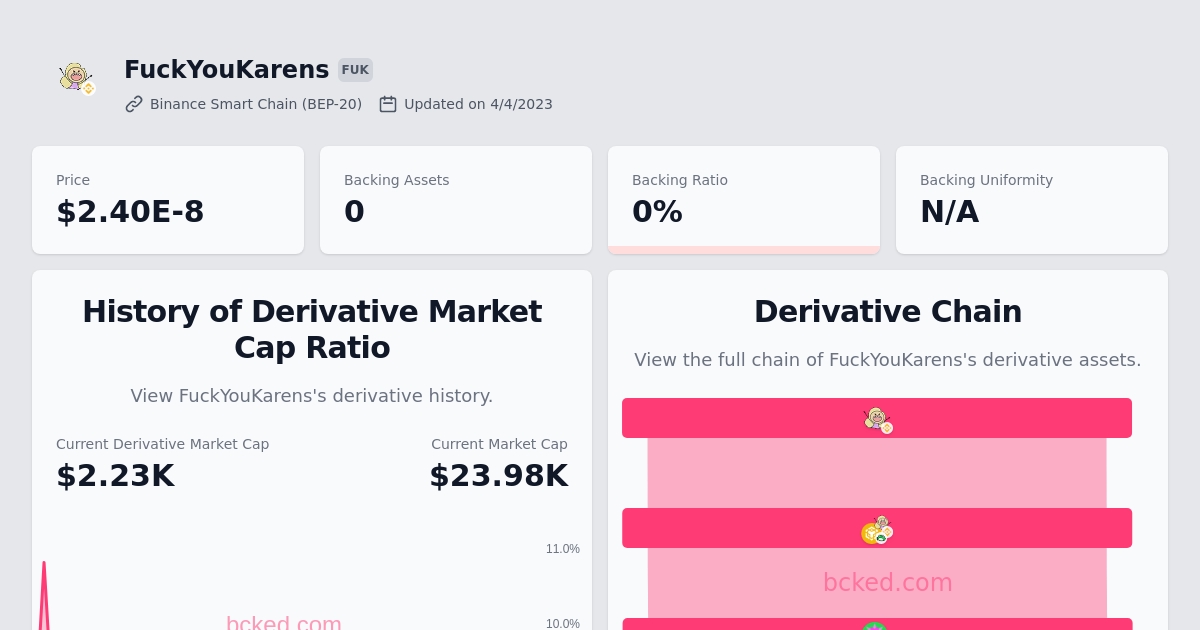 FuckYouKarens FUK
Binance Smart Chain (BEP-20) Updated on 4/4/2023
Price
$2.40E-8
Backing Assets
0
Backing Ratio
0%
Backing Uniformity
N/A
History of Derivative Market
Cap Ratio
View FuckYouKarens's derivative history.
Current Derivative Market Cap
$2.23K
Current Market Cap
$23.98K
11.0%
bcked.com
10.0%
Derivative Chain
View the full chain of FuckYouKarens's derivative assets.
bcked.com